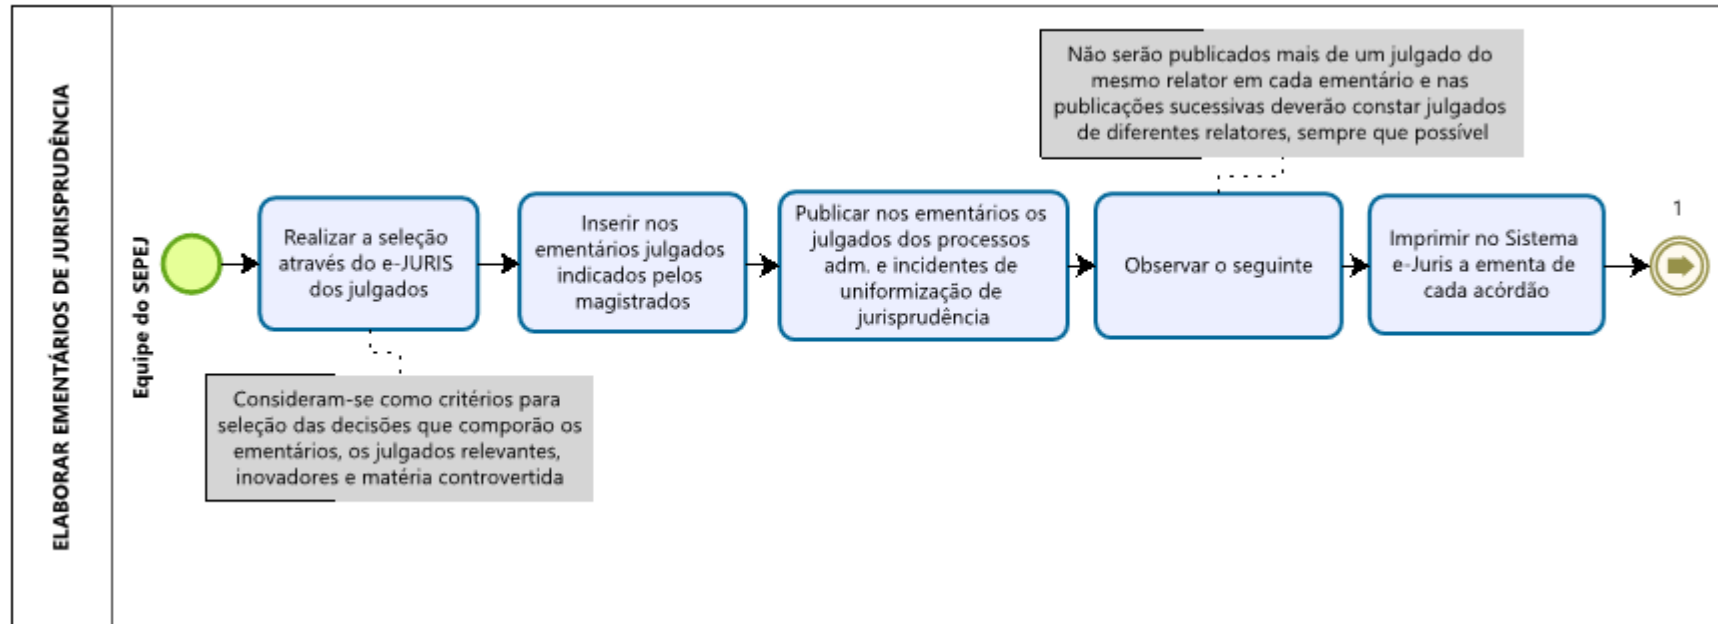 ELABORAR EMENTÁRIOS DE JURISPRUDÊNCIA
Equipe do SEPEJ
Realizar a seleção
através do e-JURIS
dos julgados
Consideram-se como critérios para
seleção das decisões que comporão os
ementários, os julgados relevantes,
inovadores e matéria controvertida
Inserir nos
ementários julgados
indicados pelos
magistrados
Publicar nos ementários os
julgados dos processos
adm. e incidentes de
uniformização de
jurisprudência
Não serão publicados mais de um julgado do
mesmo relator em cada ementário e nas
publicações sucessivas deverão constar julgados
de diferentes relatores, sempre que possível
Observar o seguinte
Imprimir no Sistema
e-Juris a ementa de
cada acórdão
1